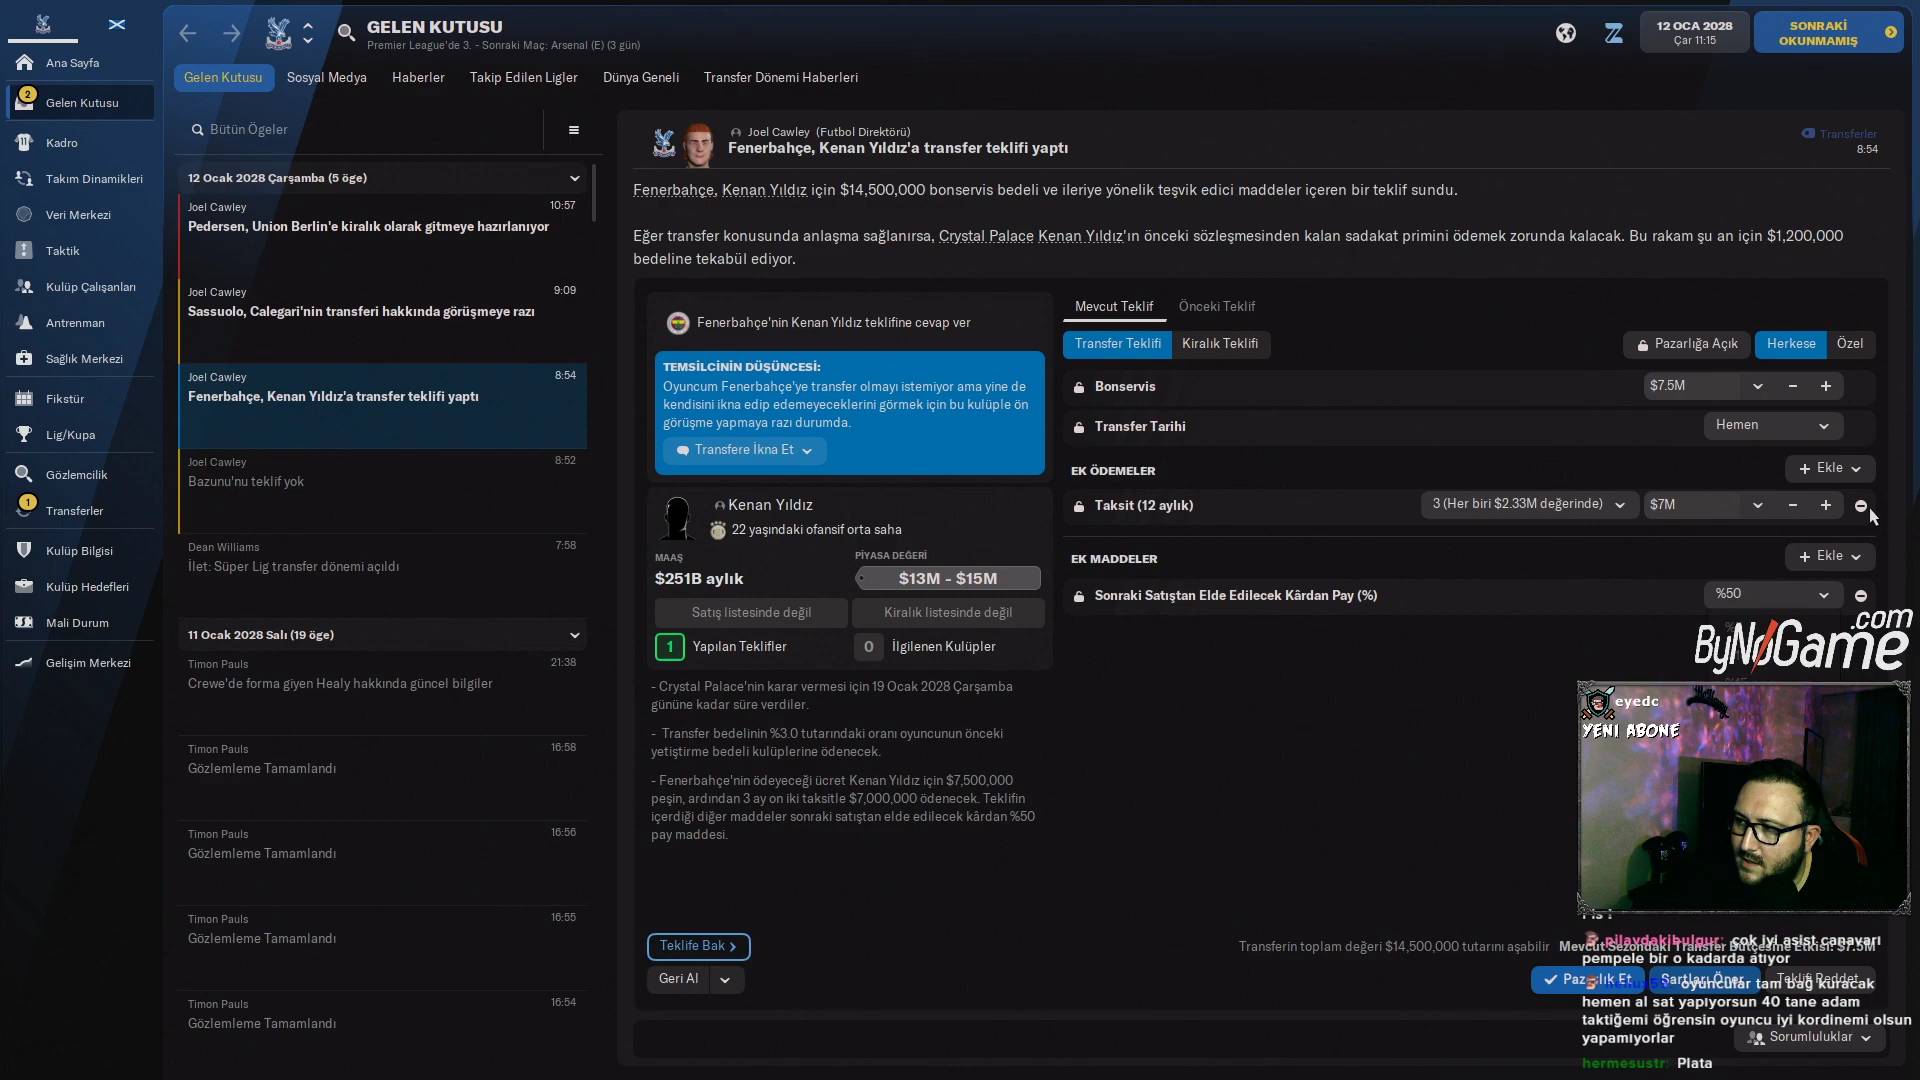 Ana Sayfa
2
Gelen Kutusu
Kadro
Takım Dinamikleri
Veri Merkezi
Taktik
Kulüp Çalışanları
Antrenman
Sağlık Merkezi
Fikstür
Lig/Kupa
Gözlemcilik
1
Transferler
Kulüp Bilgisi
Kulüp Hedefleri
Mali Durum
Gelişim Merkezi
GELEN KUTUSU
Premier League'de 3. - Sonraki Maç: Arsenal (E) (3 gün)
12 OCA 2028
Çar 11:15
SONRAKİ
OKUNMAMIŞ
Gelen Kutusu Sosyal Medya Haberler Takip Edilen Ligler Dünya Geneli Transfer Dönemi Haberleri
Bütün Ögeler
12 Ocak 2028 Çarşamba (5 öge)
Joel Cawley 10:57
Pedersen, Union Berlin'e kiralık olarak gitmeye hazırlanıyor
Joel Cawley 9:09
Sassuolo, Calegari'nin transferi hakkında görüşmeye razı
Joel Cawley 8:54
Fenerbahçe, Kenan Yıldız'a transfer teklifi yaptı
Joel Cawley 8:52
Bazunu'nu teklif yok
Dean Williams 7:58
İlet: Süper Lig transfer dönemi açıldı
11 Ocak 2028 Salı (19 öge)
Timon Pauls 21:38
Crewe'de forma giyen Healy hakkında güncel bilgiler
Timon Pauls 16:58
Gözlemleme Tamamlandı
Timon Pauls 16:56
Gözlemleme Tamamlandı
Timon Pauls 16:55
Gözlemleme Tamamlandı
Timon Pauls 16:54
Gözlemleme Tamamlandı
Joel Cawley (Futbol Direktörü)
Fenerbahçe, Kenan Yıldız'a transfer teklifi yaptı
Transferler
8:54
Fenerbahçe, Kenan Yıldız için $14,500,000 bonservis bedeli ve ileriye yönelik teşvik edici maddeler içeren bir teklif sundu.
Eğer transfer konusunda anlaşma sağlanırsa, Crystal Palace Kenan Yıldız'ın önceki sözleşmesinden kalan sadakat primini ödemek zorunda kalacak. Bu rakam şu an için $1,200,000
bedeline tekabül ediyor.
Fenerbahçe'nin Kenan Yıldız teklifine cevap ver
TEMSİLCİNİN DÜŞÜNCESİ:
Oyuncum Fenerbahçe'ye transfer olmayı istemiyor ama yine de
kendisini ikna edip edemeyeceklerini görmek için bu kulüple ön
görüşme yapmaya razı durumda.
Transfere İkna Et
Kenan Yıldız
22 yaşındaki ofansif orta saha
MAAŞ PİYASA DEĞERİ
$251B aylık $13M - $15M
Satış listesinde değil Kiralık listesinde değil
1 Yapılan Teklifler 0 İlgilenen Kulüpler
- Crystal Palace'nin karar vermesi için 19 Ocak 2028 Çarşamba
gününe kadar süre verdiler.
- Transfer bedelinin %3.0 tutarındaki oranı oyuncunun önceki
yetiştirme bedeli kulüplerine ödenecek.
- Fenerbahçe'nin ödeyeceği ücret Kenan Yıldız için $7,500,000
peşin, ardından 3 ay on iki taksitle $7,000,000 ödenecek. Teklifin
içerdiği diğer maddeler sonraki satıştan elde edilecek kârdan %50
pay maddesi.
Teklife Bak
Geri Al
Mevcut Teklif Önceki Teklif
Transfer Teklifi Kiralık Teklifi Pazarlığa Açık Herkese Özel
Bonservis $7.5M
Transfer Tarihi Hemen
EK ÖDEMELER Ekle
Taksit (12 aylık) 3 (Her biri $2.33M değerinde) $7M
EK MADDELER Ekle
Sonraki Satıştan Elde Edilecek Kârdan Pay (%) %50
ByNoGame.com
eyedc
YENI ABONE
Transferin toplam değeri $14,500,000 tutarını aşabilir Mevcut Sezondaki Transfer Bütçesine Etkisi: $7.5M
Pazarlık Et Şartları Öner Teklifi Reddet
pilavdakibulgur: çok iyi asist canavarı
pempele bir o kadarda atıyor
oyuncular tam bağ kuracak
hemen al sat yapıyorsun 40 tane adam
taktiğemi öğrensin oyuncu iyi kordinemi olsun
yapamıyorlar
Sorumluluklar
hermesustr: Plata